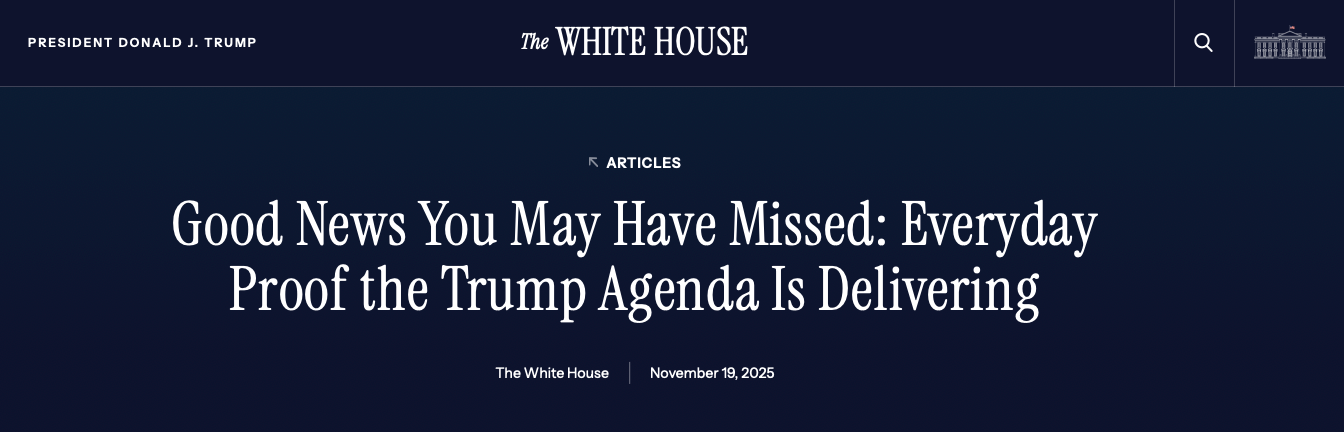 PRESIDENT DONALD J. TRUMP
The WHITE HOUSE
ARTICLES
Good News You May Have Missed: Everyday
Proof the Trump Agenda Is Delivering
The White House
November 19, 2025